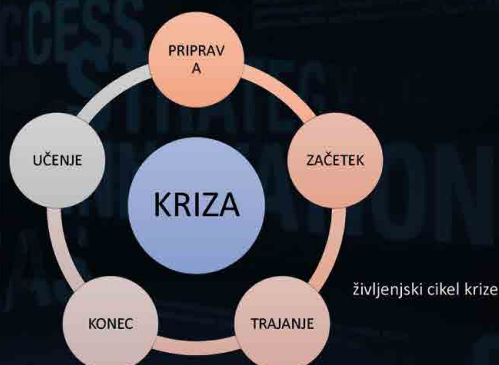 PRIPRAV
A
ZAČETEK
UČENJE
KRIZA
življenjski cikel krize
KONEC
TRAJANJE